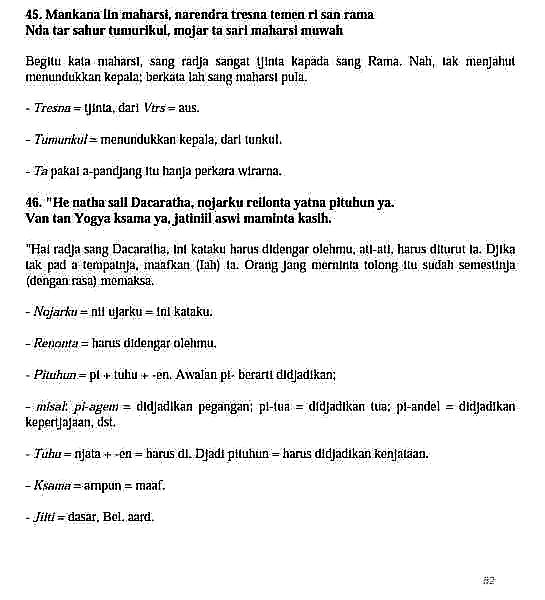 45. Mankana lin maharsi, narendra tresna temen ri san rama
Nda tar sahur tumurikul, mojar ta sari maharsi muwah
Begitu kata maharsi, sang radja sangat tjinta kapada sang Rama. Nah, tak menjahut
menundukkan kepala; berkata lah sang maharsi pula.
- Tresna = tjinta, dari Vtrs = aus.
- Tumunkul = menundukkan kepala, dari tunkul.
- Ta pakai a-pandjang itu hanja perkara wirama.
46. "He natha sail Dacaratha, nojarku reilonta yatna pituhun ya.
Van tan Yogya ksama ya, jatiniil aswi maminta kasih.
"Hai radja sang Dacaratha, ini kataku harus didengar olehmu, ati-ati, harus diturut ia. Djika
tak pad a tempatnja, maafkan (lah) ia. Orang jang merninta tolong itu sudah semestinja
(dengan rasa) memaksa.
- Nojarku = nii ujarku = ini kataku.
- Renonta = harus didengar olehmu.
- Pituhun = pi + tuhu + -en. Awalan pi- berarti didjadikan;
- misal: pi-agem = didjadikan pegangan; pi-tua = didjadikan tua; pi-andel = didjadikan
kepertjajaan, dst.
- Tuhu = njata + -en = harus di. Djadi pituhun = harus didjadikan kenjataan.
- Ksama = ampun = maaf.
- Jilti = dasar, Bel. aard.
82